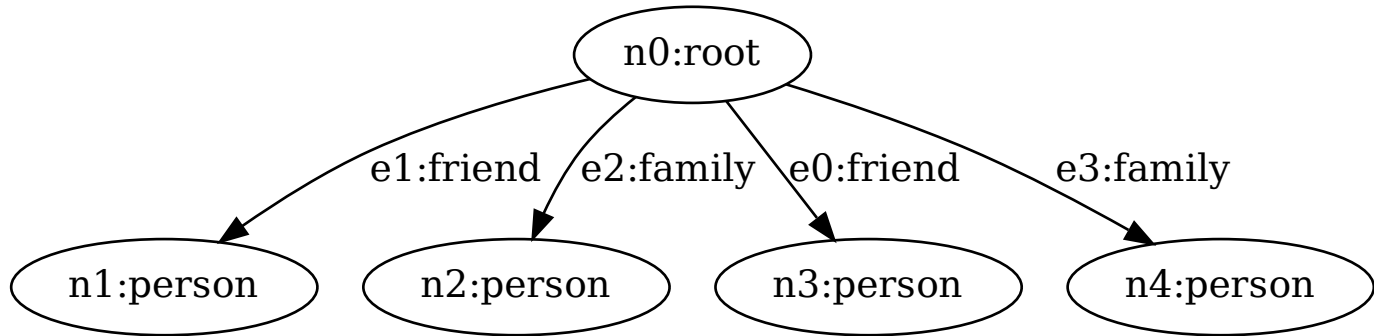 n0:root
e1:friend e2:family e0:friend e3:family
n1:person n2:person n3:person n4:person